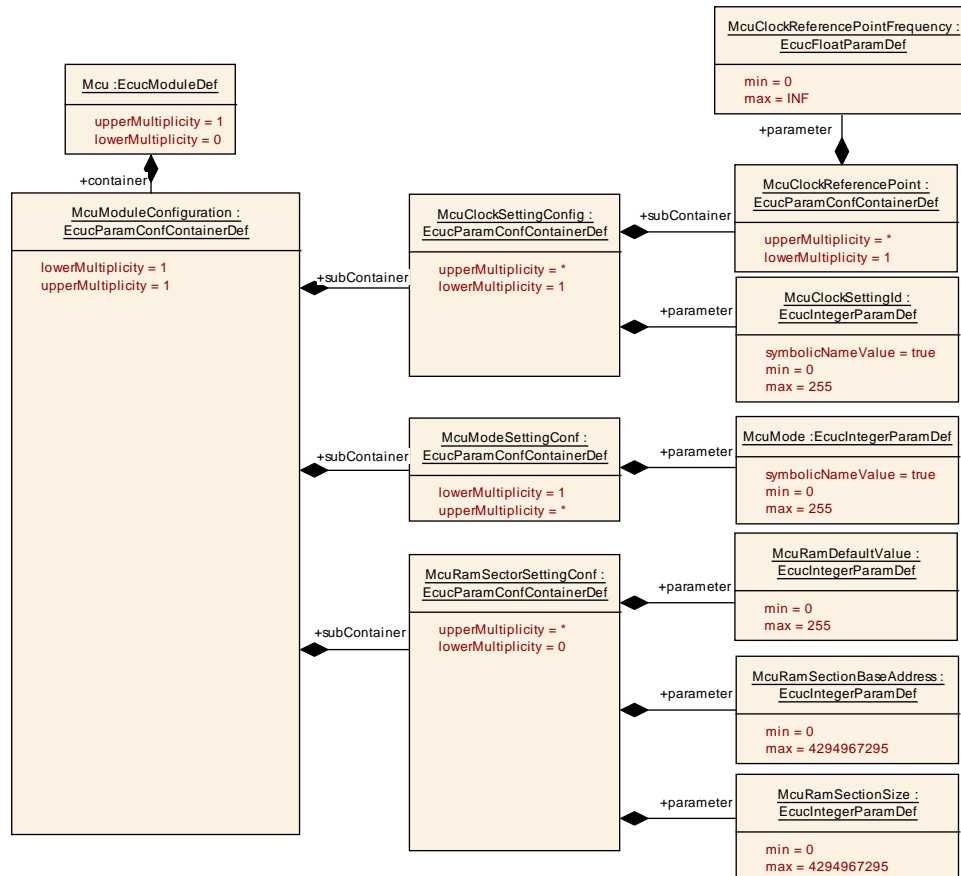 McuClockReferencePointFrequency :
EcucFloatParamDef
min = 0
max = INF
Mcu :EcucModuleDef
upperMultiplicity = 1
lowerMultiplicity = 0
+parameter
+container
McuModuleConfiguration :
EcucParamConfContainerDef
lowerMultiplicity = 1
upperMultiplicity = 1
+subContainer
McuClockSettingConfig :
EcucParamConfContainerDef
upperMultiplicity = *
lowerMultiplicity = 1
+subContainer
McuClockReferencePoint :
EcucParamConfContainerDef
upperMultiplicity = *
lowerMultiplicity = 1
+parameter
McuClockSettingId :
EcucIntegerParamDef
symbolicNameValue = true
min = 0
max = 255
+subContainer
McuModeSettingConf :
EcucParamConfContainerDef
lowerMultiplicity = 1
upperMultiplicity = *
+parameter
McuMode :EcucIntegerParamDef
symbolicNameValue = true
min = 0
max = 255
+subContainer
McuRamSectorSettingConf :
EcucParamConfContainerDef
upperMultiplicity = *
lowerMultiplicity = 0
+parameter
McuRamDefaultValue :
EcucIntegerParamDef
min = 0
max = 255
+parameter
McuRamSectionBaseAddress :
EcucIntegerParamDef
min = 0
max = 4294967295
+parameter
McuRamSectionSize :
EcucIntegerParamDef
min = 0
max = 4294967295